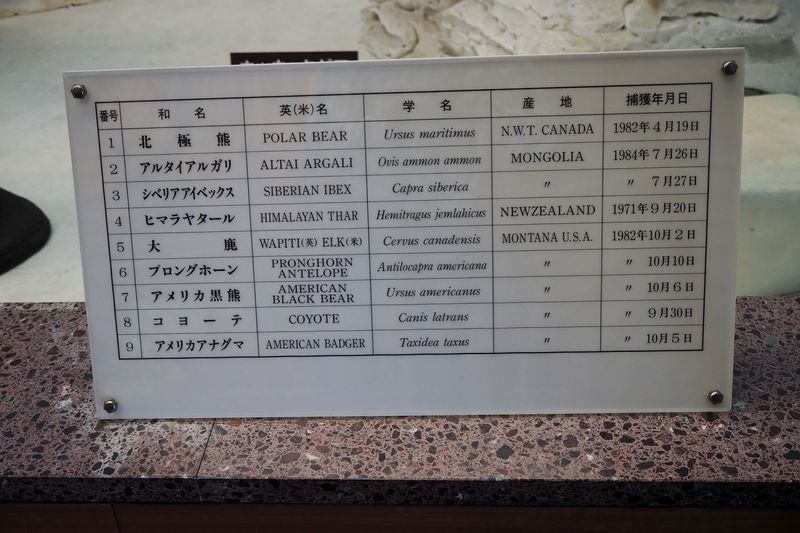 番号 和名 英(米)名 学名 産地 捕獲年月日
1 北極熊 POLAR BEAR Ursus maritimus N.W.T. CANADA 1982年4月19日
2 アルタイアルガリ ALTAI ARGALI Ovis ammon ammon MONGOLIA 1984年7月26日
3 シベリアアイベックス SIBERIAN IBEX Capra siberica 〃 〃 7月27日
4 ヒマラヤタール HIMALAYAN THAR Hemitragus jemlahicus NEWZEALAND 1971年9月20日
5 大鹿 WAPITI(英) ELK(米) Cervus canadensis MONTANA U.S.A. 1982年10月2日
6 プロングホーン PRONGHORN ANTELOPE Antilocapra americana 〃 〃 10月10日
7 アメリカ黒熊 AMERICAN BLACK BEAR Ursus americanus 〃 〃 10月6日
8 コヨーテ COYOTE Canis latrans 〃 〃 9月30日
9 アメリカアナグマ AMERICAN BADGER Taxidea taxus 〃 〃 10月5日